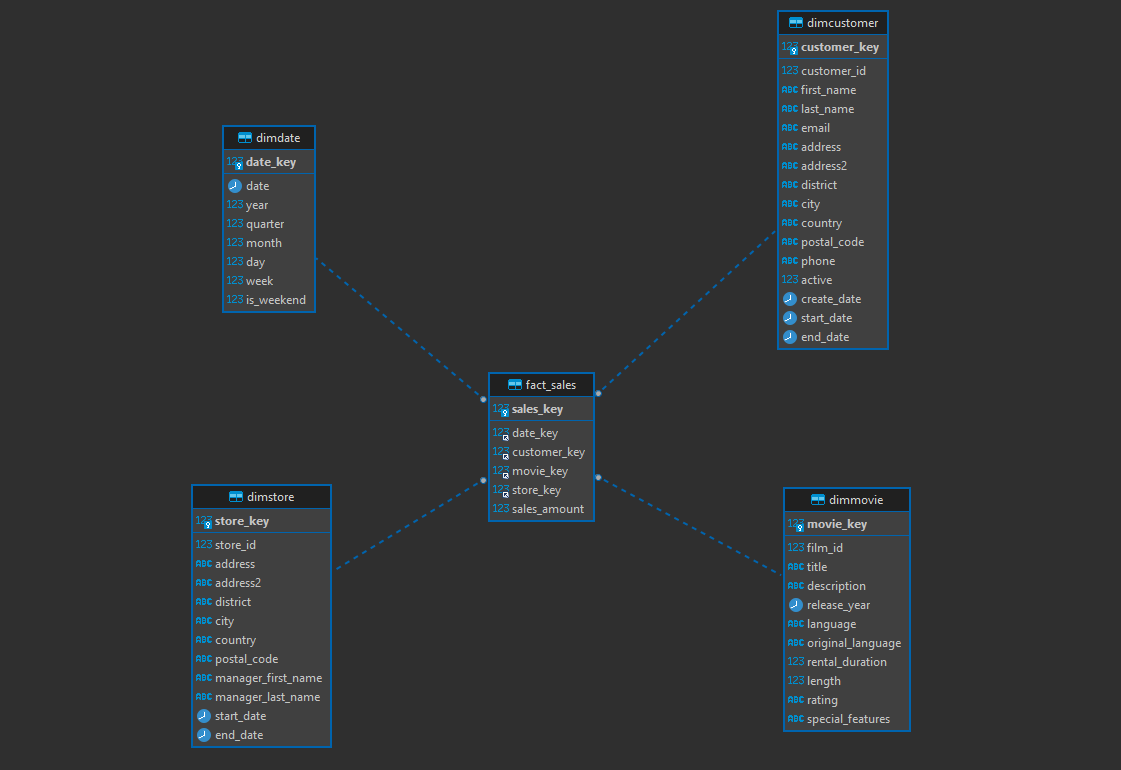 dimcustomer
123 customer_key
123 customer_id
ABC first_name
ABC last_name
ABC email
ABC address
ABC address2
ABC district
ABC city
ABC country
ABC postal_code
ABC phone
123 active
create_date
start_date
end_date
dimdate
123 date_key
date
123 year
123 quarter
123 month
123 day
123 week
123 is_weekend
fact_sales
123 sales_key
123 date_key
123 customer_key
123 movie_key
123 store_key
123 sales_amount
dimstore
123 store_key
123 store_id
ABC address
ABC address2
ABC district
ABC city
ABC country
ABC postal_code
ABC manager_first_name
ABC manager_last_name
start_date
end_date
dimmovie
123 movie_key
123 film_id
ABC title
ABC description
release_year
ABC language
ABC original_language
123 rental_duration
123 length
ABC rating
ABC special_features